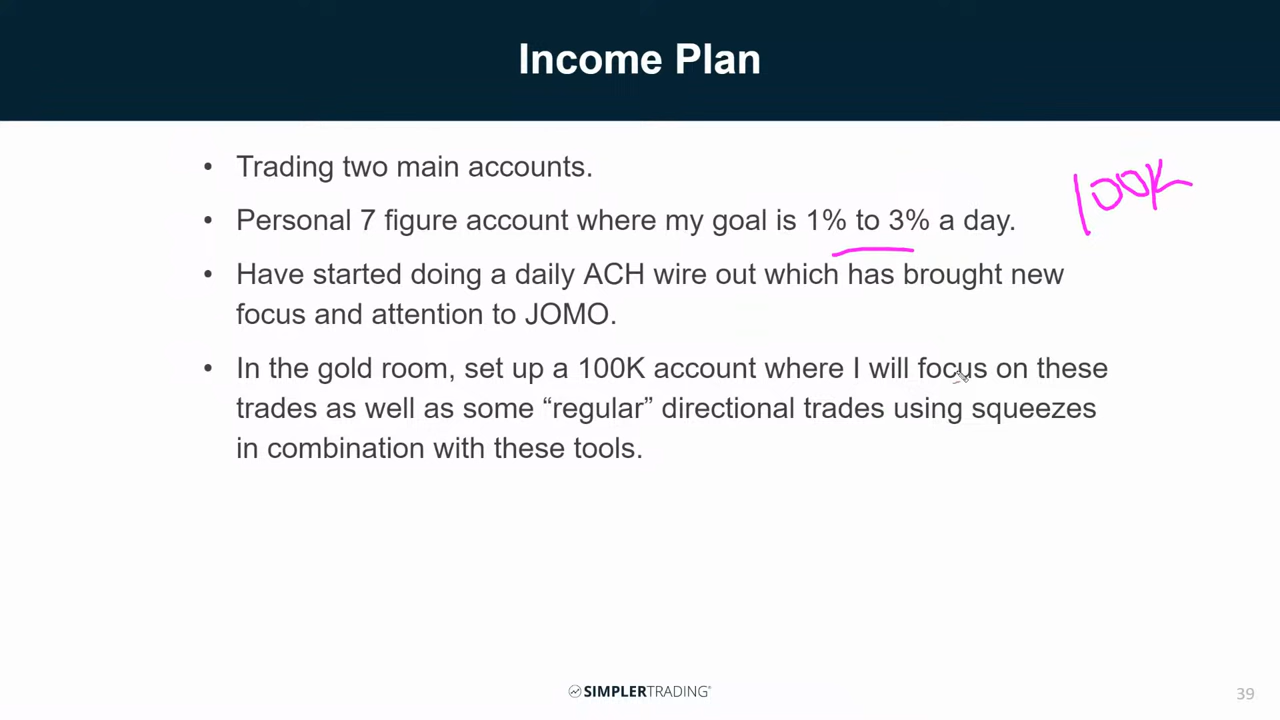 Income Plan
• Trading two main accounts.
100K
• Personal 7 figure account where my goal is 1% to 3% a day.
• Have started doing a daily ACH wire out which has brought new
focus and attention to JOMO.
• In the gold room, set up a 100K account where I will focus on these
trades as well as some “regular” directional trades using squeezes
in combination with these tools.
SIMPLERTRADING®
39